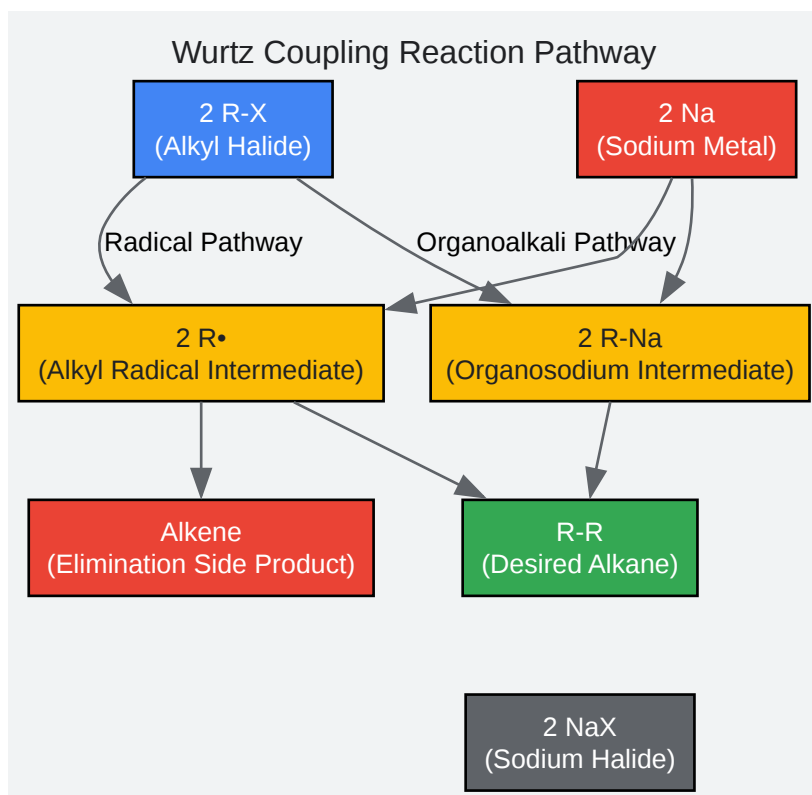 Wurtz Coupling Reaction Pathway
2 R-X
(Alkyl Halide)
2 Na
(Sodium Metal)
Radical Pathway
Organoalkali Pathway
2 R•
(Alkyl Radical Intermediate)
2 R-Na
(Organosodium Intermediate)
Alkene
(Elimination Side Product)
R-R
(Desired Alkane)
2 NaX
(Sodium Halide)